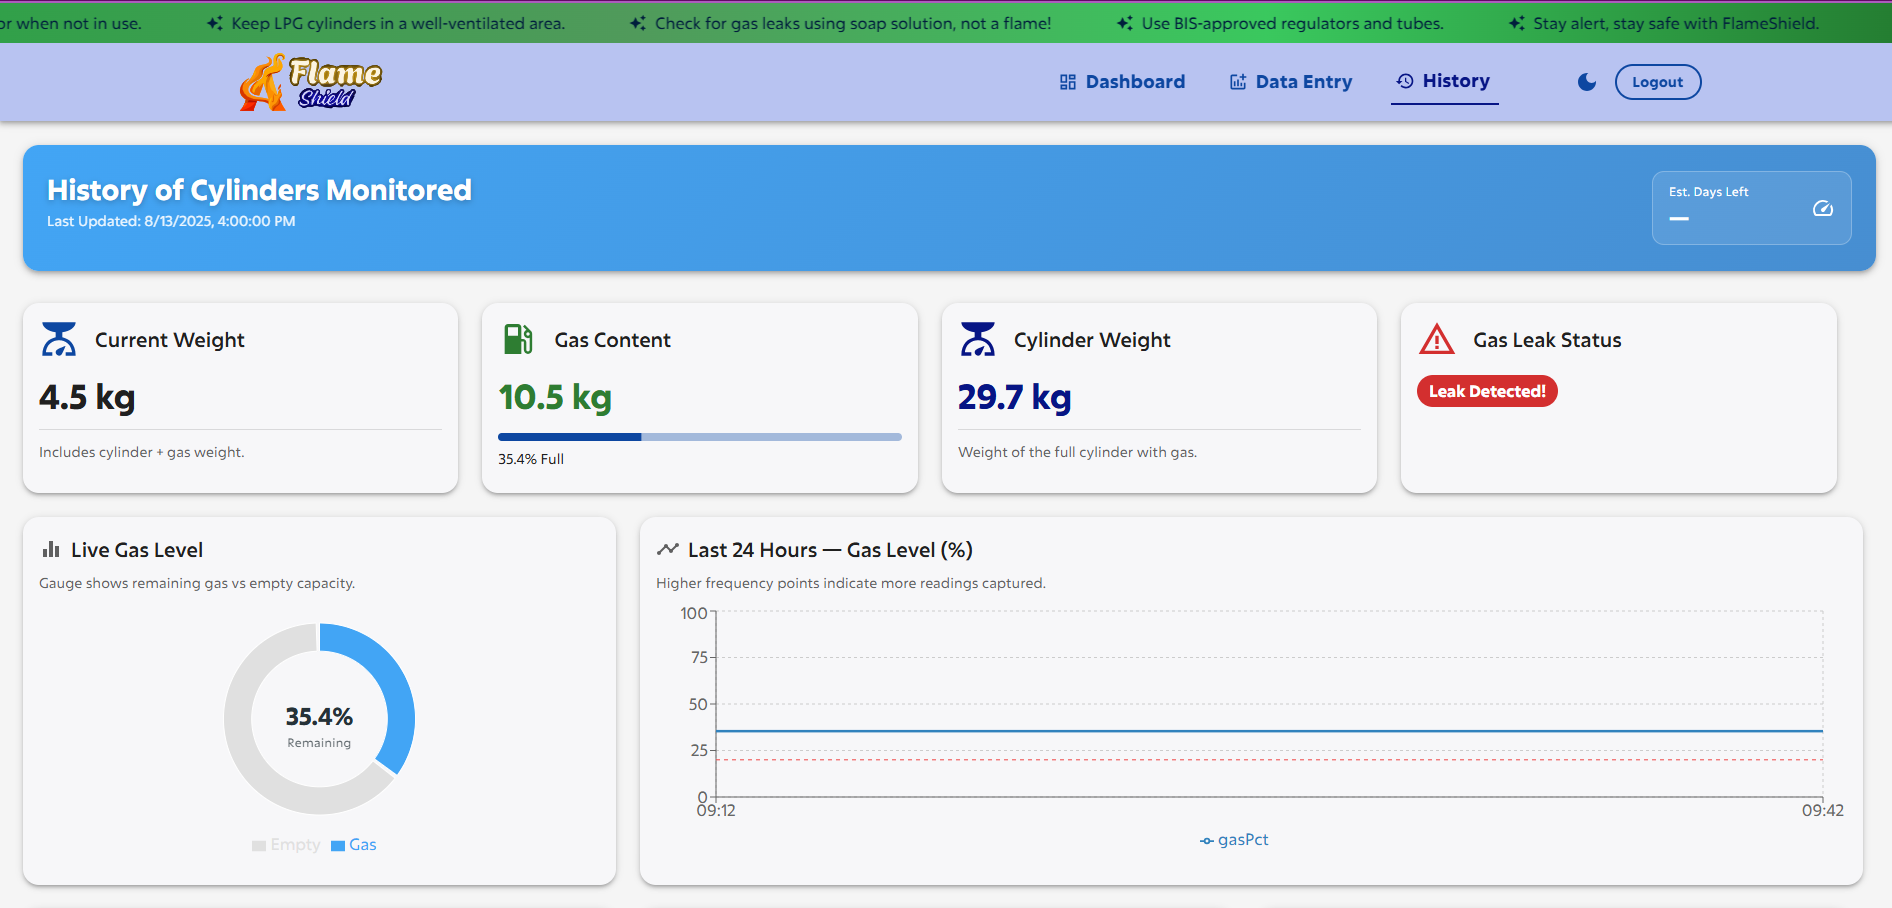 or when not in use.
Keep LPG cylinders in a well-ventilated area.
Check for gas leaks using soap solution, not a flame!
Use BIS-approved regulators and tubes.
Stay alert, stay safe with FlameShield.
Flame
Shield
Dashboard
Data Entry
History
Logout
History of Cylinders Monitored
Last Updated: 8/13/2025, 4:00:00 PM
Est. Days Left
—
Current Weight
4.5 kg
Includes cylinder + gas weight.
Gas Content
10.5 kg
35.4% Full
Cylinder Weight
29.7 kg
Weight of the full cylinder with gas.
Gas Leak Status
Leak Detected!
Live Gas Level
Gauge shows remaining gas vs empty capacity.
35.4%
Remaining
Empty
Gas
Last 24 Hours — Gas Level (%)
Higher frequency points indicate more readings captured.
100
75
50
25
0
09:12
09:42
gasPct